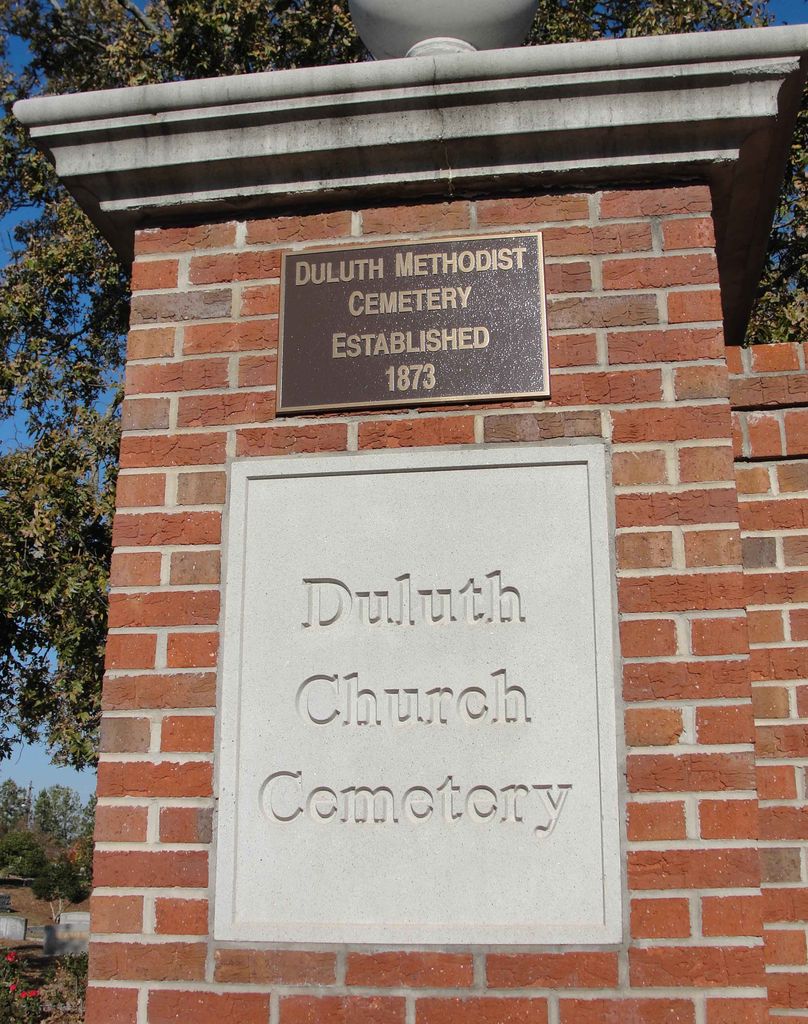 DULUTH METHODIST
CEMETERY
ESTABLISHED
1873
Duluth
Church
Cemetery